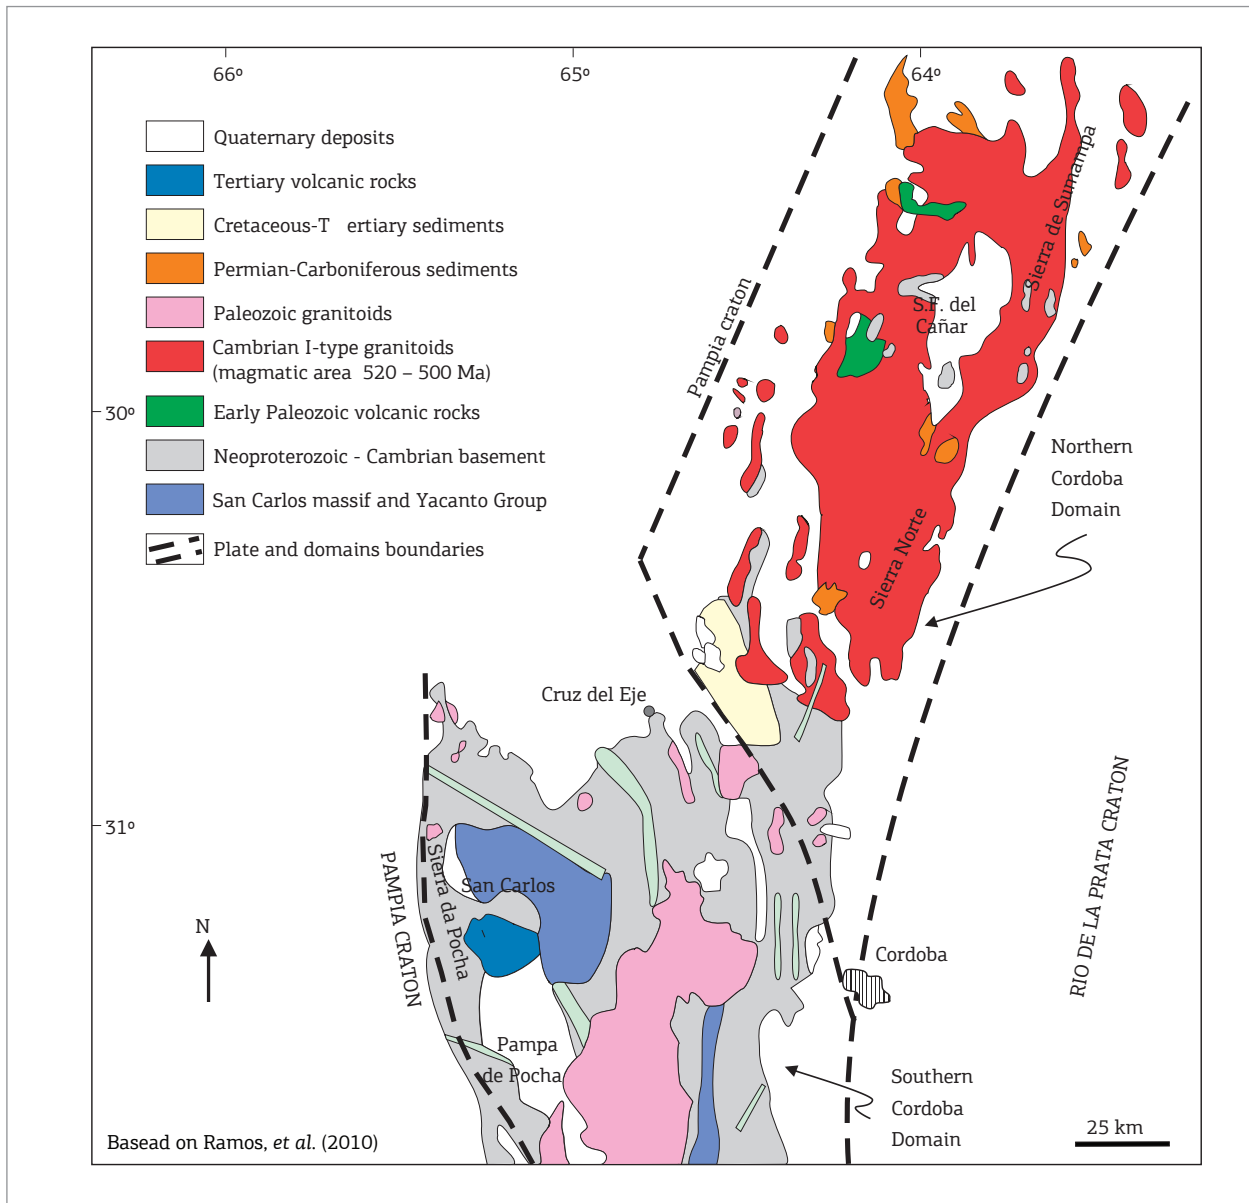 66º
65º
64º
Quaternary deposits
Tertiary volcanic rocks
Cretaceous-T ertiary sediments
Permian-Carboniferous sediments
Paleozoic granitoids
Cambrian I-type granitoids
(magmatic area 520 – 500 Ma)
Early Paleozoic volcanic rocks
Neoproterozoic - Cambrian basement
San Carlos massif and Yacanto Group
Plate and domains boundaries
Sierra de Sumampa
S.F. del
Cañar
Pampia craton
30º
Northern
Cordoba
Domain
Sierra Norte
Cruz del Eje
31º
PAMPIA CRATON
Sierra da Pocha
San Carlos
RIO DE LA PRATA CRATON
N
Cordoba
Pampa
de Pocha
Southern
Cordoba
Domain
25 km
Basead on Ramos, et al. (2010)